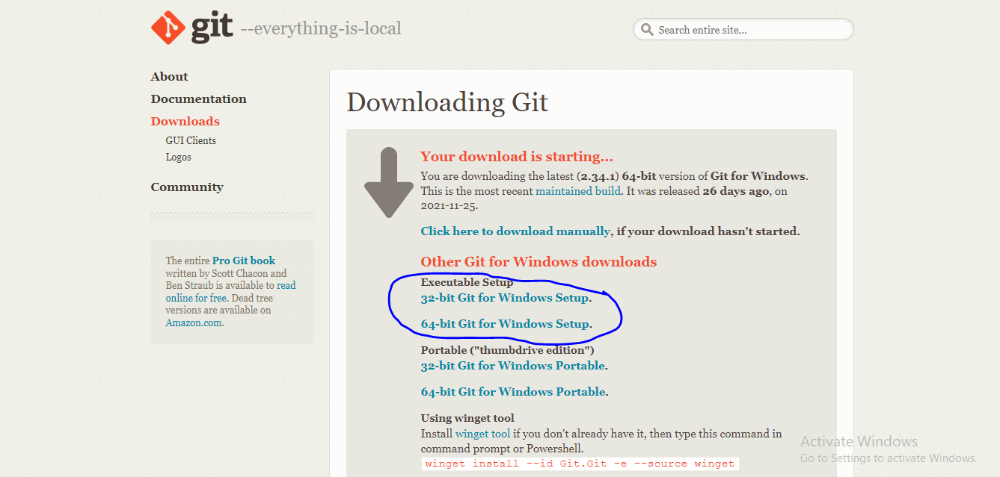 git --everything-is-local
Search entire site...
About
Documentation
Downloads
GUI Clients
Logos
Community
The entire Pro Git book
written by Scott Chacon and
Ben Straub is available to read
online for free. Dead tree
versions are available on
Amazon.com.
Downloading Git
Your download is starting...
You are downloading the latest (2.34.1) 64-bit version of Git for Windows.
This is the most recent maintained build. It was released 26 days ago, on
2021-11-25.
Click here to download manually, if your download hasn't started.
Other Git for Windows downloads
Executable Setup
32-bit Git for Windows Setup.
64-bit Git for Windows Setup.
Portable ("thumbdrive edition")
32-bit Git for Windows Portable.
64-bit Git for Windows Portable.
Using winget tool
Install winget tool if you don't already have it, then type this command in
command prompt or Powershell.
winget install --id Git.Git -e --source winget
Activate Windows
Go to Settings to activate Windows.